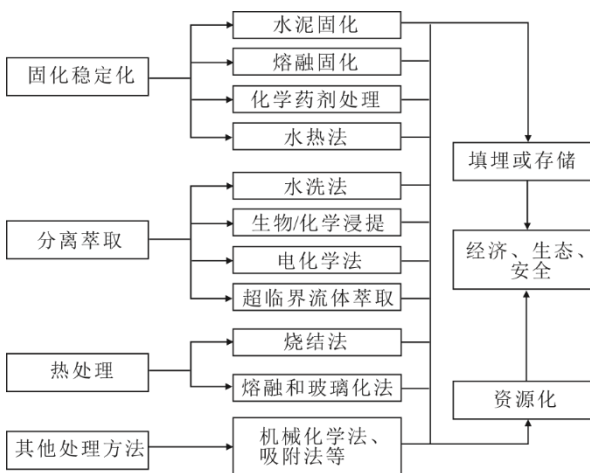 水泥固化
熔融固化
固化稳定化
化学药剂处理
水热法
填埋或存储
水洗法
生物/化学浸提
分离萃取
电化学法
经济、生态、
安全
超临界流体萃取
烧结法
热处理
熔融和玻璃化法
资源化
其他处理方法
机械化学法、
吸附法等